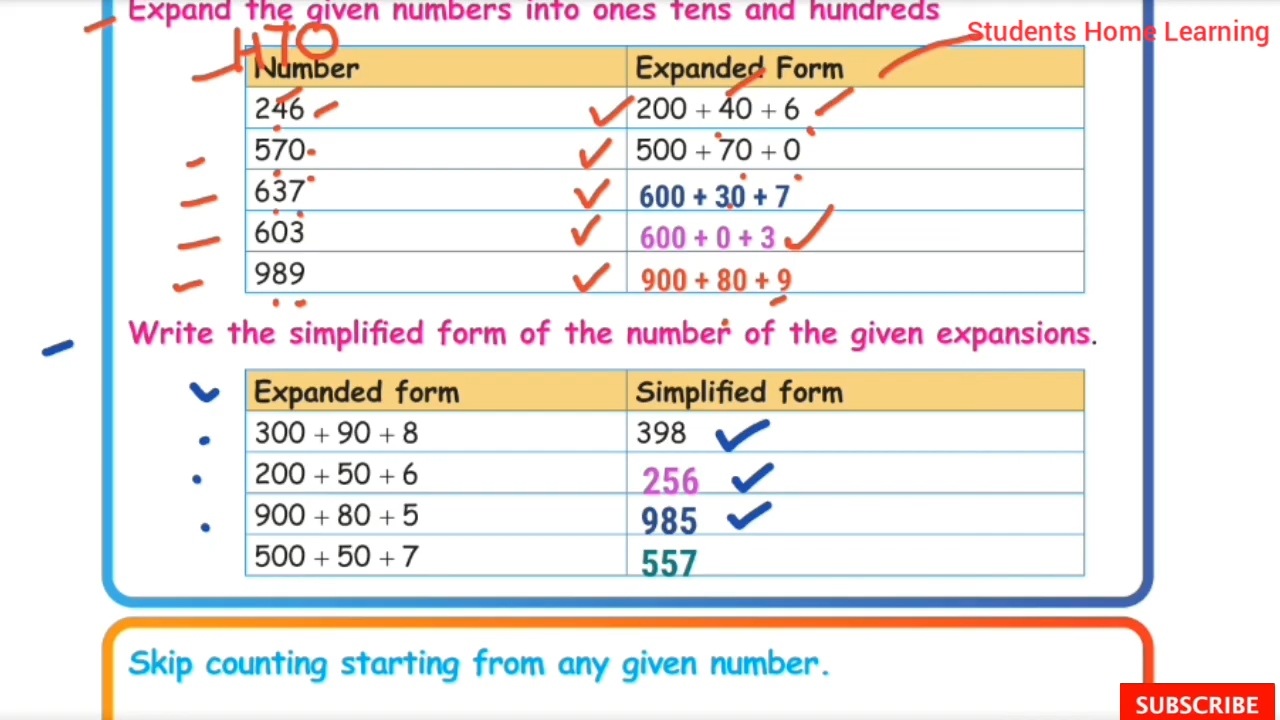 Expand the given numbers into ones tens and hundreds
Students Home Learning
HTO
Number Expanded Form
246 200 + 40 + 6
570 500 + 70 + 0
637 600 + 30 + 7
603 600 + 0 + 3
989 900 + 80 + 9
Write the simplified form of the number of the given expansions.
Expanded form Simplified form
300 + 90 + 8 398
200 + 50 + 6 256
900 + 80 + 5 985
500 + 50 + 7 557
Skip counting starting from any given number.
SUBSCRIBE